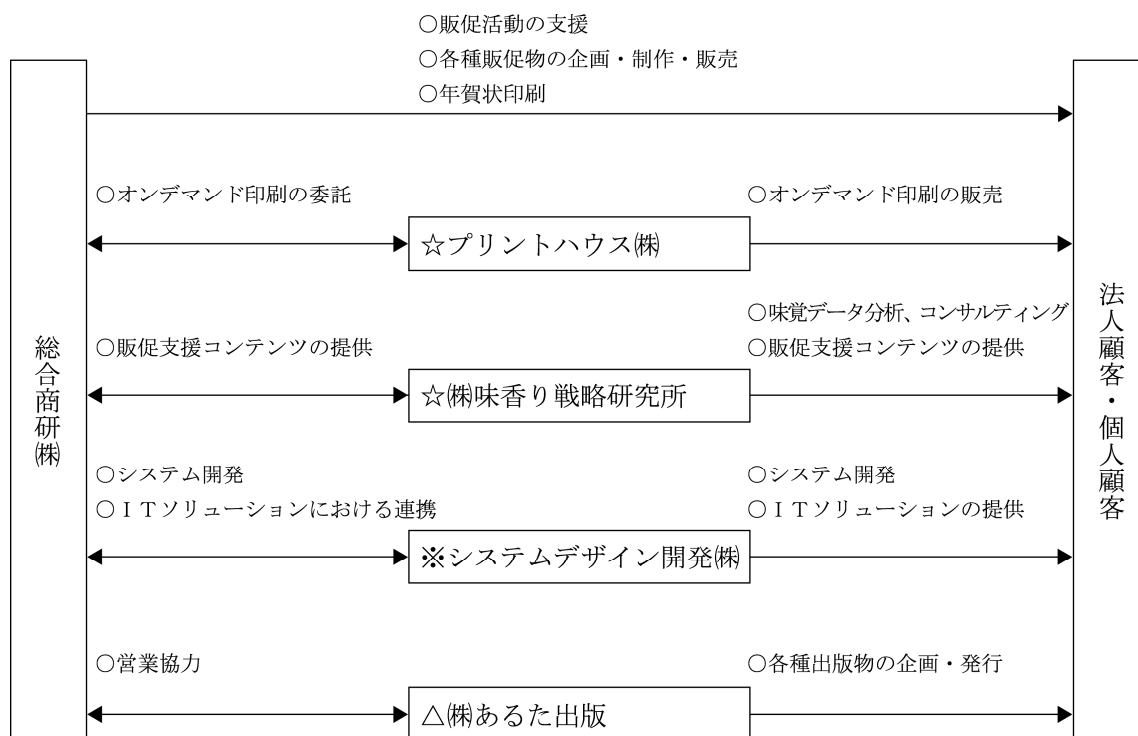 ○販促活動の支援
○各種販促物の企画・制作・販売
○年賀状印刷
総合商研㈱
法人顧客・個人顧客
○オンデマンド印刷の委託
○オンデマンド印刷の販売
☆プリントハウス㈱
○味覚データ分析、コンサルティング
○販促支援コンテンツの提供
○販促支援コンテンツの提供
☆㈱味香り戦略研究所
○システム開発
○システム開発
○ＩＴソリューションにおける連携
○ＩＴソリューションの提供
※システムデザイン開発㈱
○営業協力
○各種出版物の企画・発行
△㈱あるた出版